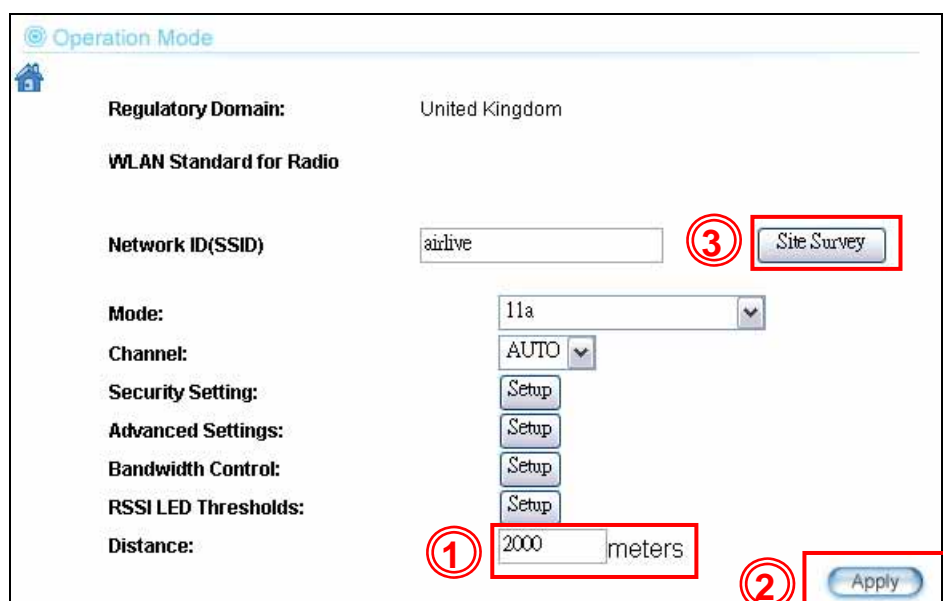 Operation Mode
Regulatory Domain: United Kingdom
WLAN Standard for Radio
Network ID(SSID) airlive 3 Site Survey
Mode: 11a
Channel: AUTO
Security Setting: Setup
Advanced Settings: Setup
Bandwidth Control: Setup
RSSI LED Thresholds: Setup
Distance: 1 2000 meters
2 Apply